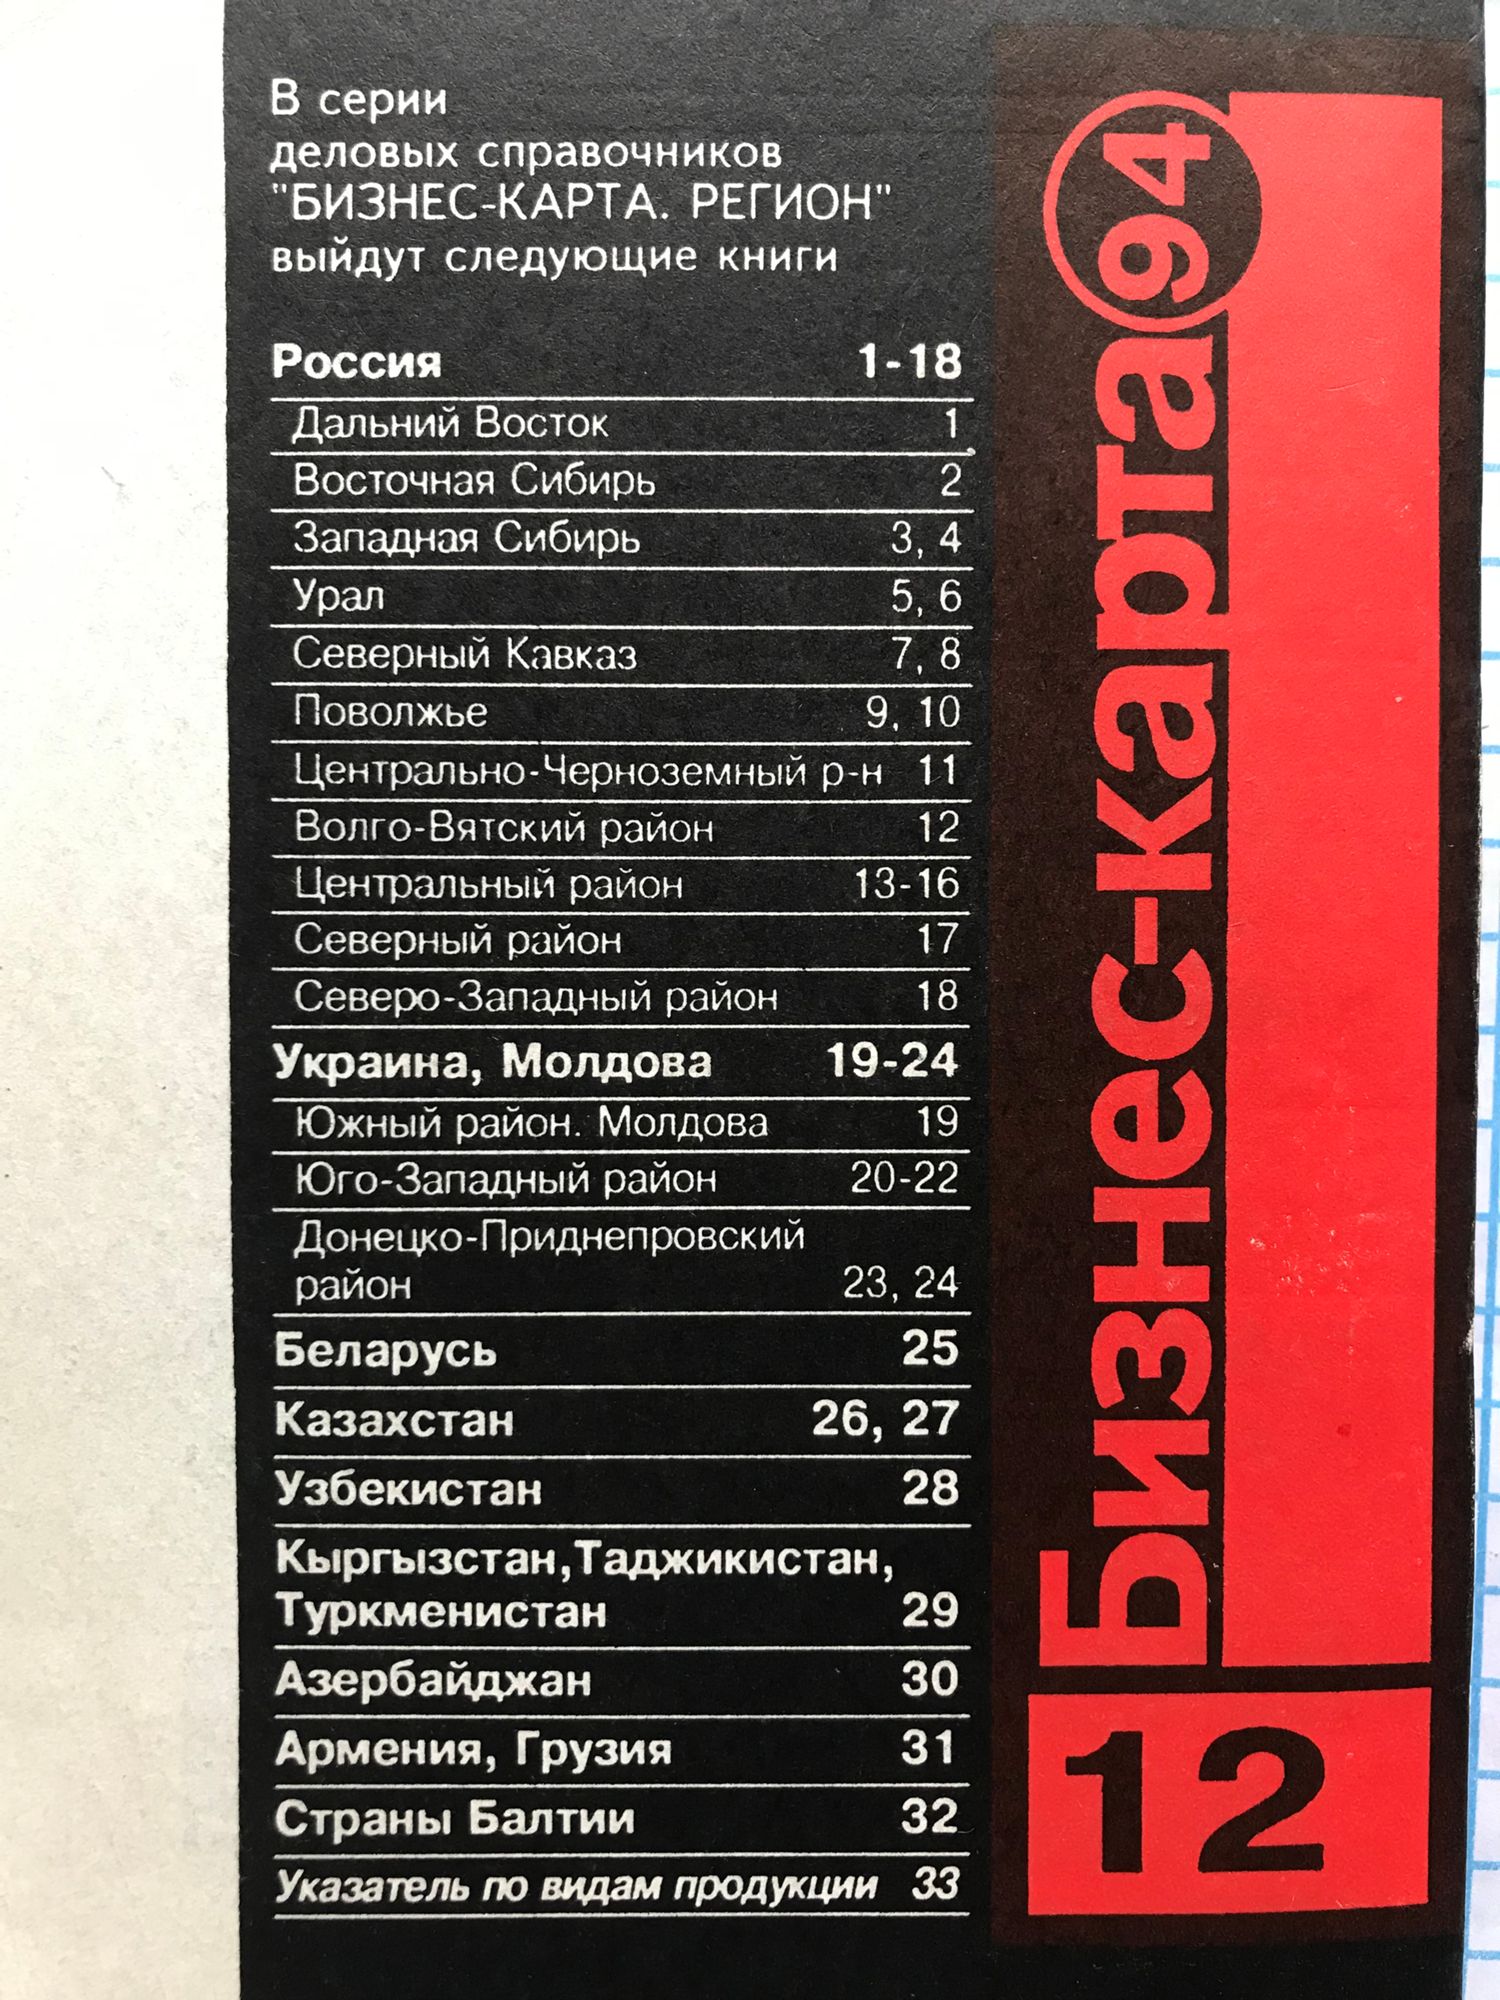 В серии
деловых справочников
"БИЗНЕС-КАРТА. РЕГИОН"
выйдут следующие книги
Россия 1-18
Дальний Восток 1
Восточная Сибирь 2
Западная Сибирь 3, 4
Урал 5, 6
Северный Кавказ 7, 8
Поволжье 9, 10
Центрально-Черноземный р-н 11
Волго-Вятский район 12
Центральный район 13-16
Северный район 17
Северо-Западный район 18
Украина, Молдова 19-24
Южный район. Молдова 19
Юго-Западный район 20-22
Донецко-Приднепровский
район 23, 24
Беларусь 25
Казахстан 26, 27
Узбекистан 28
Кыргызстан,Таджикистан,
Туркменистан 29
Азербайджан 30
Армения, Грузия 31
Страны Балтии 32
Указатель по видам продукции 33
Бизнес-карта 94
12